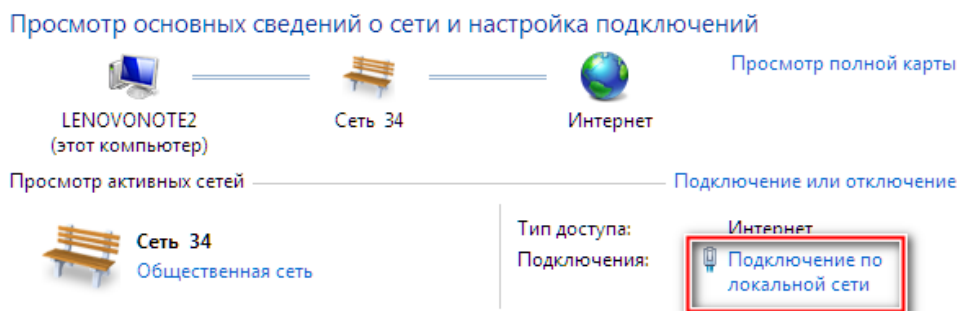 Просмотр основных сведений о сети и настройка подключений
Просмотр полной карты
LENOVONOTE2
(этот компьютер)
Сеть 34
Интернет
Просмотр активных сетей
Подключение или отключение
Сеть 34
Общественная сеть
Тип доступа: Интернет
Подключения: Подключение по
локальной сети